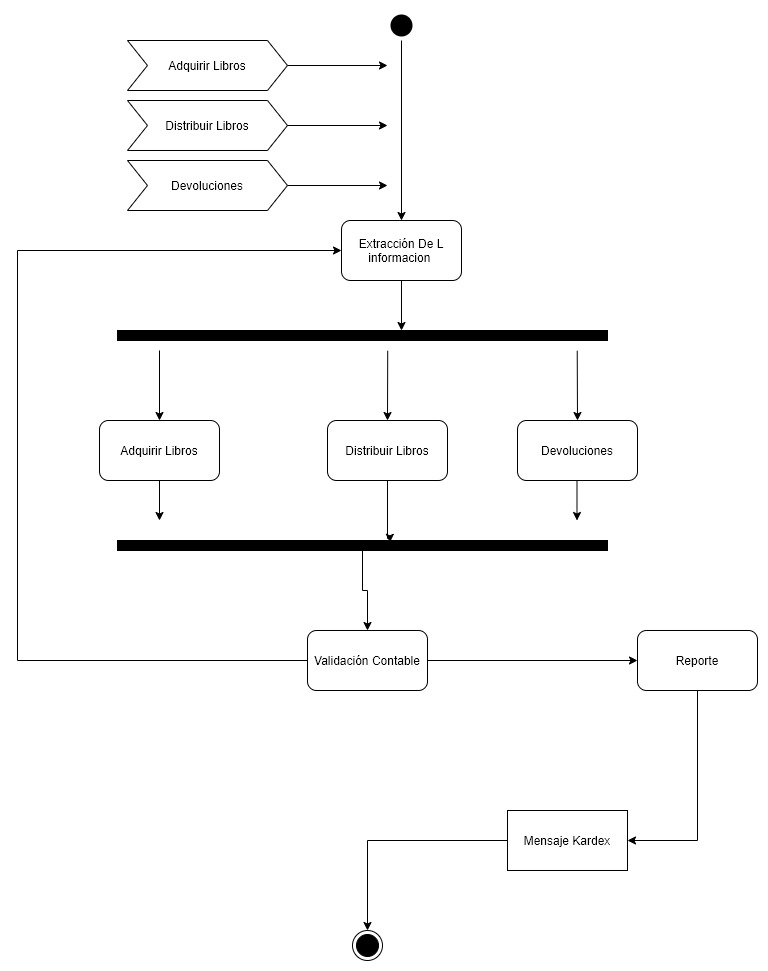 Adquirir Libros
Distribuir Libros
Devoluciones
Extracción De L
informacion
Adquirir Libros
Distribuir Libros
Devoluciones
Validación Contable
Reporte
Mensaje Kardex